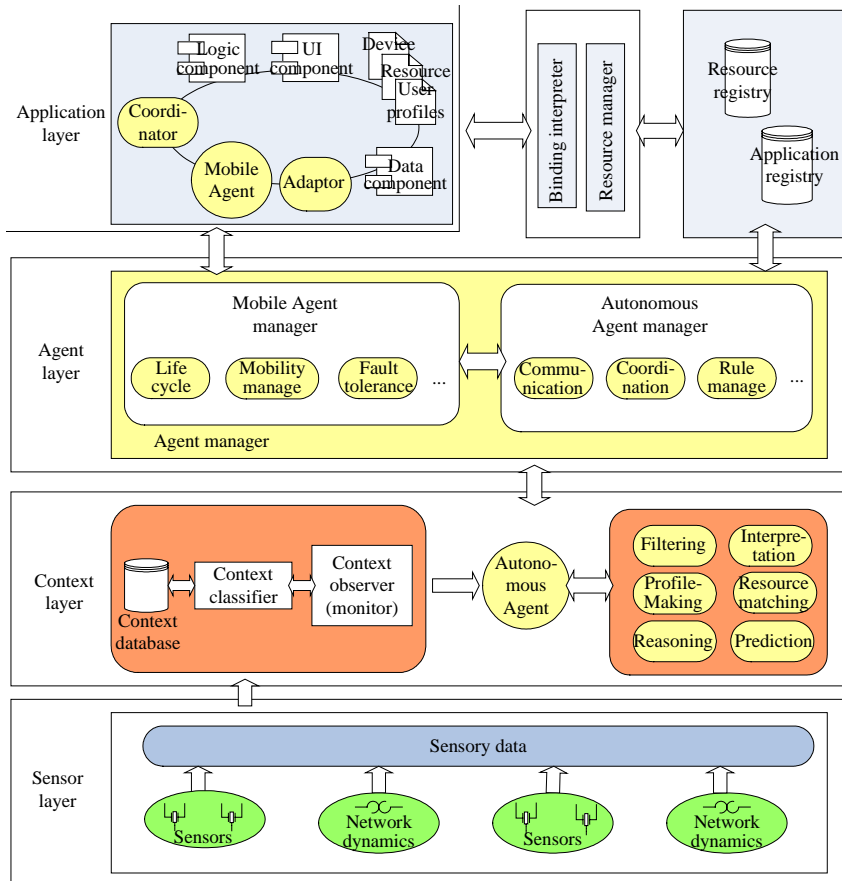 Application
layer
Logic
component
UI
component
Device
Resource
User
profiles
Coordi-
nator
Mobile
Agent
Adaptor
Data
component
Binding interpreter
Resource manager
Resource
registry
Application
registry
Agent
layer
Mobile Agent
manager
Life
cycle
Mobility
manage
Fault
tolerance
...
Autonomous
Agent manager
Commu-
nication
Coordi-
nation
Rule
manage
...
Agent manager
Context
layer
Context
database
Context
classifier
Context
observer
(monitor)
Autono-
mous
Agent
Filtering
Interpre-
tation
Profile-
Making
Resource
matching
Reasoning
Prediction
Sensor
layer
Sensory data
Sensors
Network
dynamics
Sensors
Network
dynamics